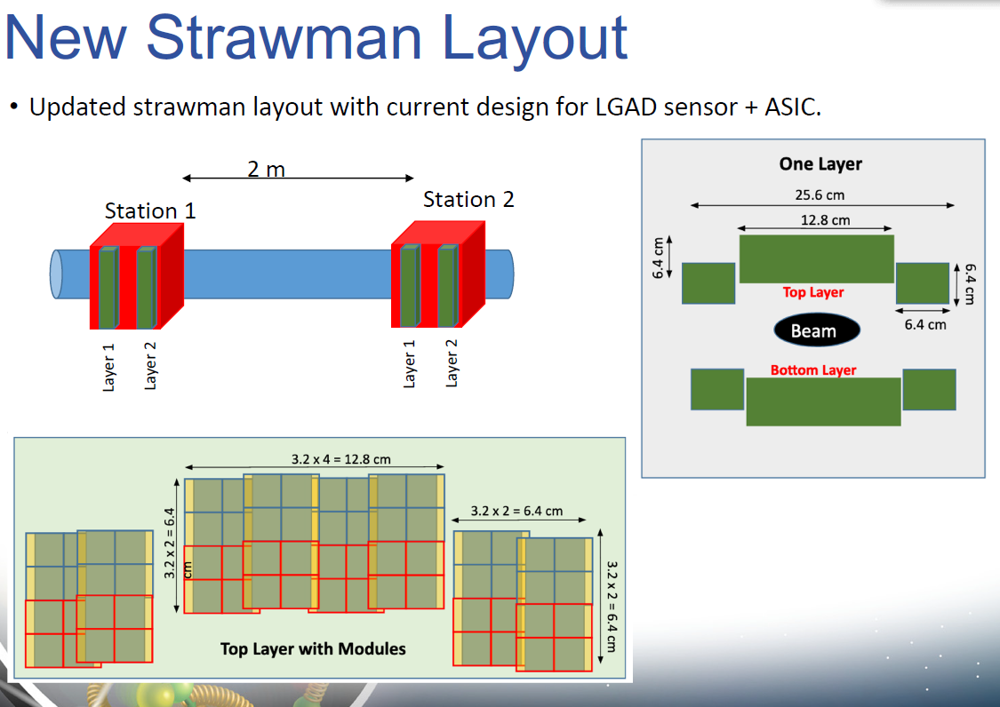 New Strawman Layout
• Updated strawman layout with current design for LGAD sensor + ASIC.
2 m
Station 1
Station 2
Layer 1
Layer 2
Layer 1
Layer 2
One Layer
25.6 cm
12.8 cm
6.4 cm
Top Layer
6.4 cm
6.4 cm
Beam
Bottom Layer
3.2 x 4 = 12.8 cm
3.2 x 2 = 6.4
cm
3.2 x 2 = 6.4 cm
3.2 x 2 = 6.4 cm
Top Layer with Modules